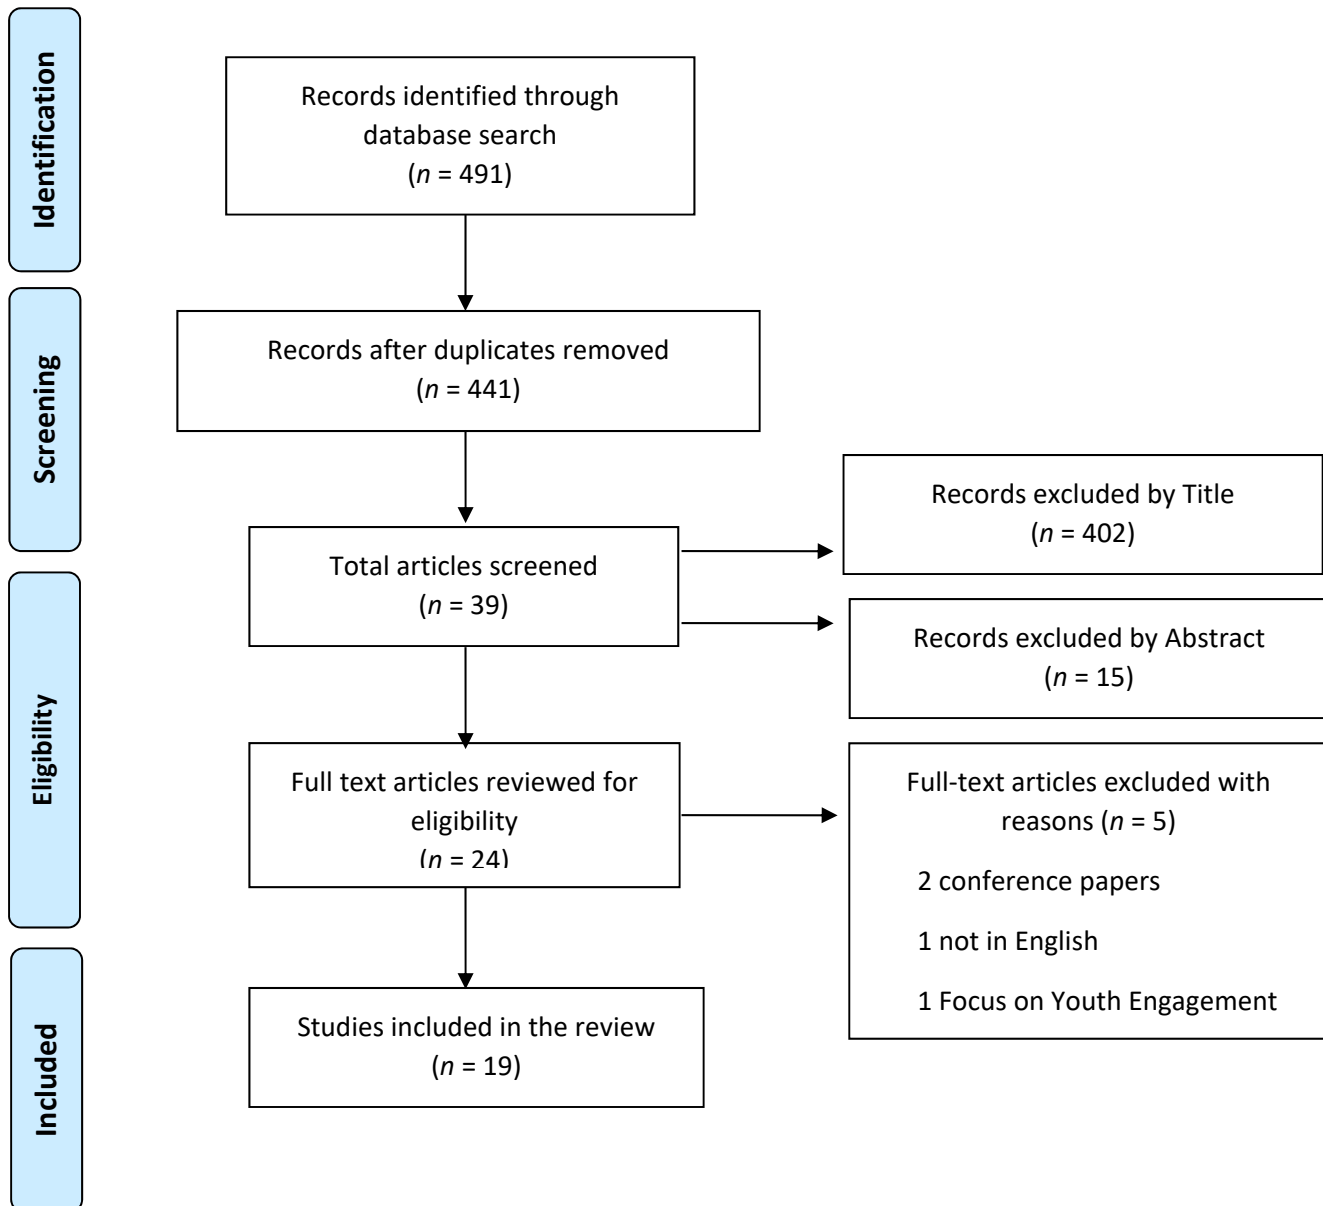 Identification
Records identified through
database search
(n = 491)
Screening
Records after duplicates removed
(n = 441)
Records excluded by Title
(n = 402)
Total articles screened
(n = 39)
Records excluded by Abstract
(n = 15)
Eligibility
Full text articles reviewed for
eligibility
(n = 24)
Full-text articles excluded with
reasons (n = 5)
2 conference papers
1 not in English
1 Focus on Youth Engagement
Included
Studies included in the review
(n = 19)